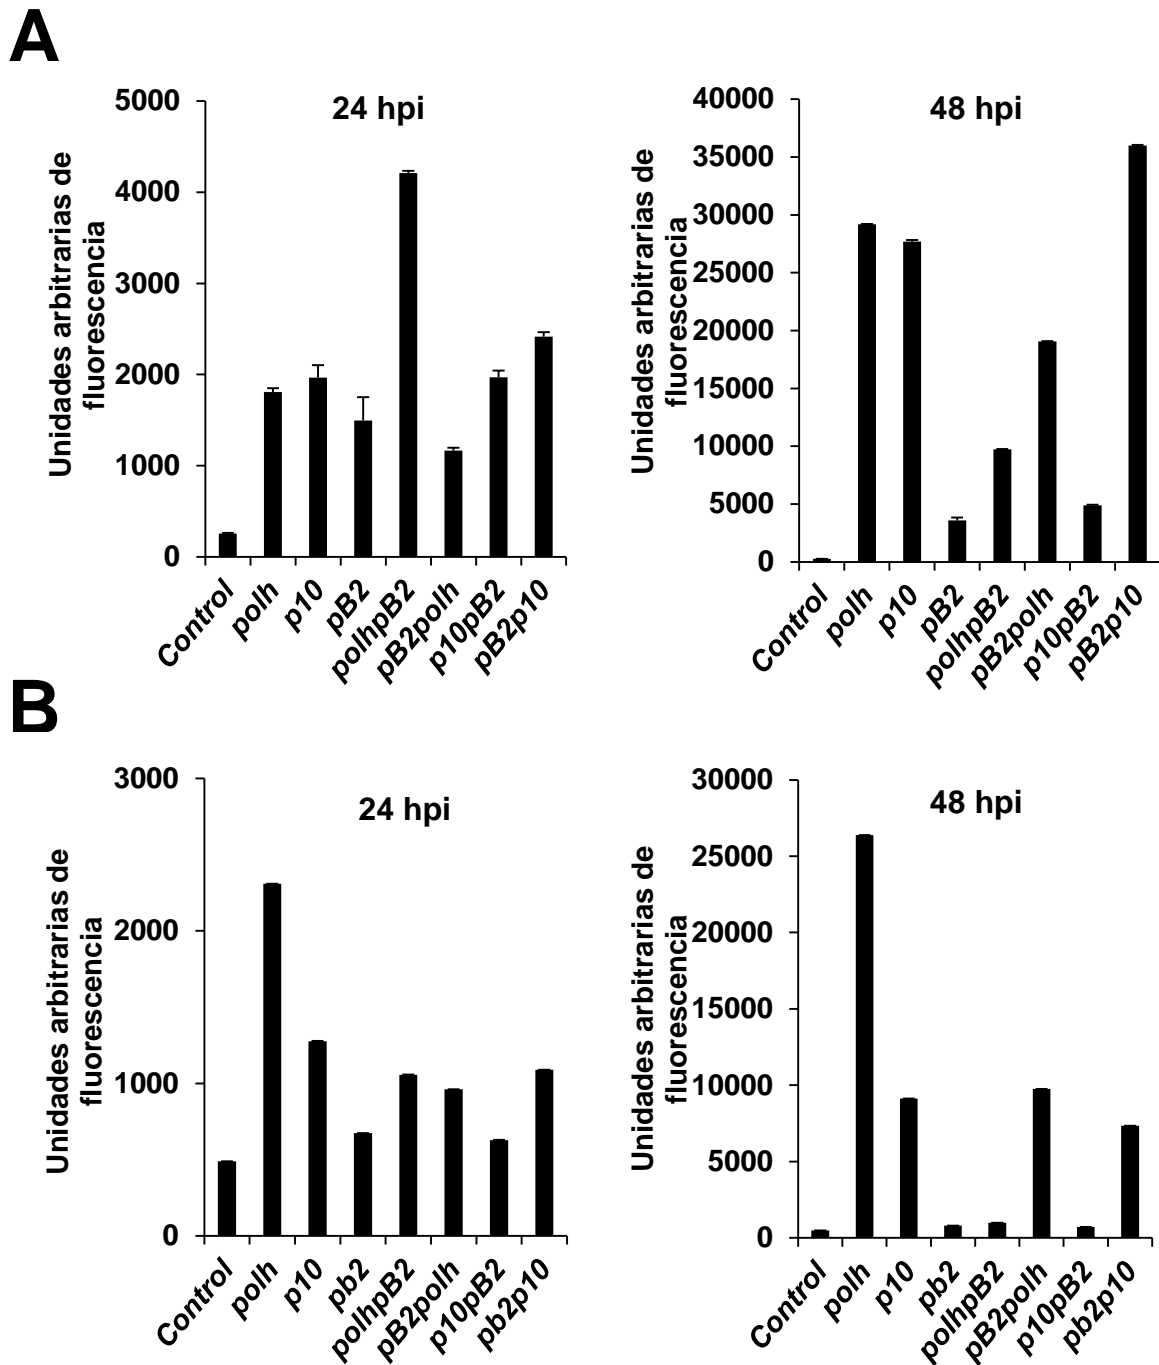 A
24 hpi
5000
4000
3000
2000
1000
0
Unidades arbitrarias de
fluorescencia
Control
polh
p10
pB2
polhpB2
pB2polh
p10pB2
pB2p10
48 hpi
40000
35000
30000
25000
20000
15000
10000
5000
0
Unidades arbitrarias de
fluorescencia
Control
polh
p10
pB2
polhpB2
pB2polh
p10pB2
pB2p10
B
24 hpi
3000
2000
1000
0
Unidades arbitrarias de
fluorescencia
Control
polh
p10
pb2
polhpB2
pB2polh
p10pB2
pb2p10
48 hpi
30000
25000
20000
15000
10000
5000
0
Unidades arbitrarias de
fluorescencia
Control
polh
p10
pb2
polhpB2
pB2polh
p10pB2
pb2p10